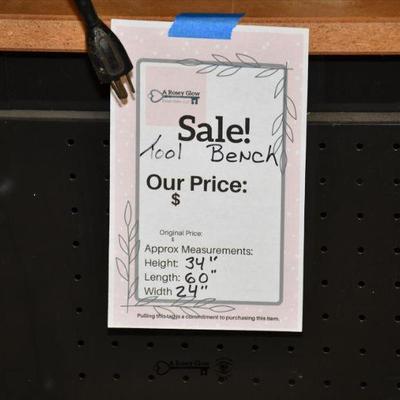 A Rosey Glow
Sale!
Tool Bench
Our Price:
$
Original Price:
$
Approx Measurements:
Height: 34"
Length: 60"
Width 24"
Pulling this tag is a commitment to purchasing this item.
A Rosey Glow